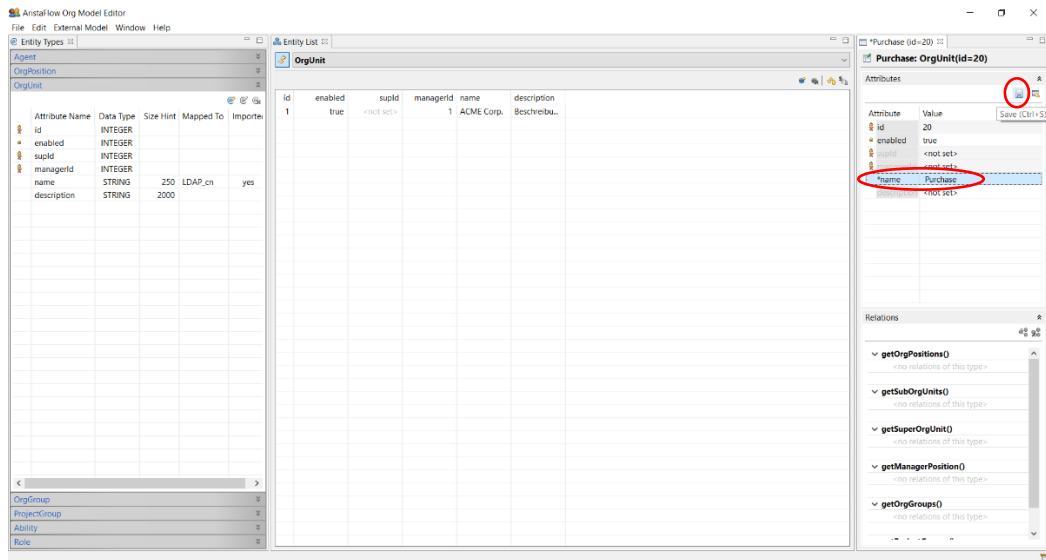 AristaFlow Org Model Editor
File Edit External Model Window Help
Entity Types
Agent
OrgPosition
OrgUnit
Attribute Name Data Type Size Hint Mapped To Importe
id INTEGER
enabled INTEGER
supId INTEGER
managerId INTEGER
name STRING 250 LDAP_cn yes
description STRING 2000
OrgGroup
ProjectGroup
Ability
Role
Entity List
OrgUnit
id enabled supId managerId name description
1 true <not set> 1 ACME Corp. Beschreibu...
*Purchase (id=20)
Purchase: OrgUnit(id=20)
Attributes
Save (Ctrl+S)
Attribute Value
id 20
enabled true
supId <not set>
managerId <not set>
*name Purchase
description <not set>
Relations
getOrgPositions()
<no relations of this type>
getSubOrgUnits()
<no relations of this type>
getSuperOrgUnit()
<no relations of this type>
getManagerPosition()
<no relations of this type>
getOrgGroups()
<no relations of this type>